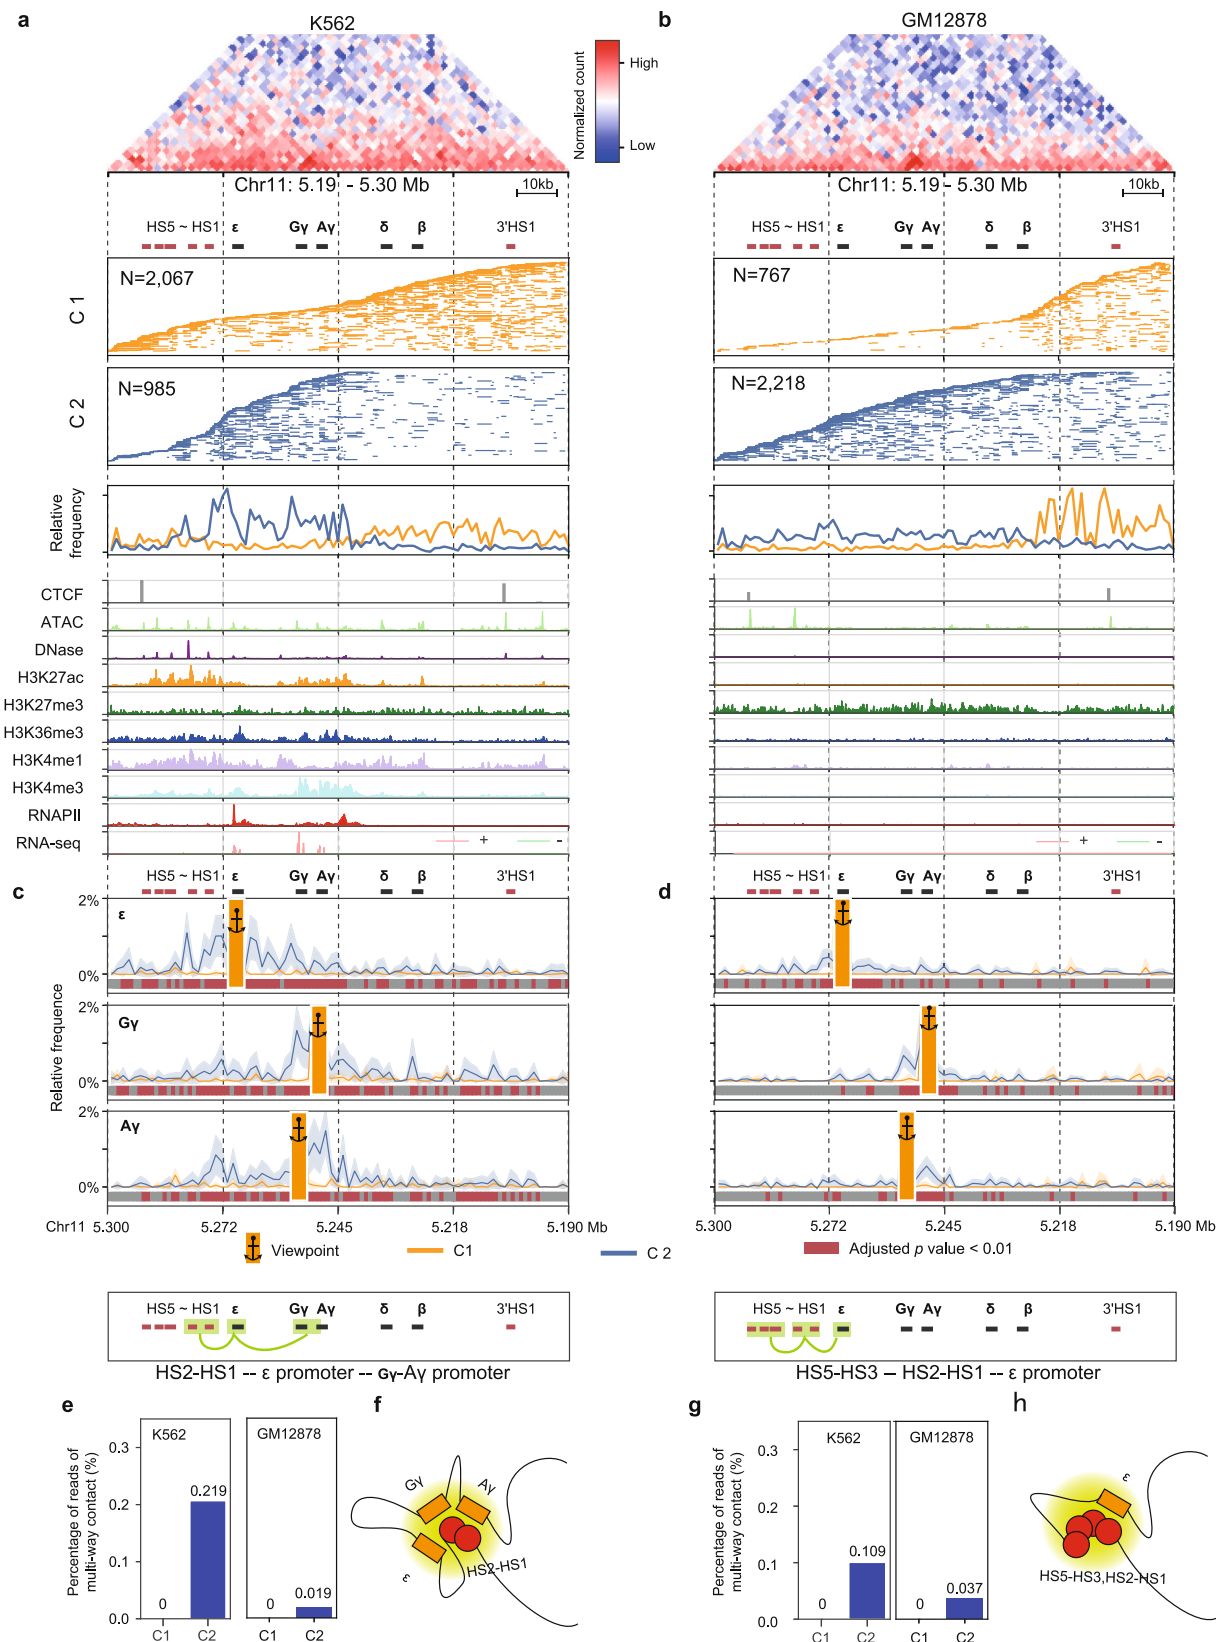 a
K562
b
GM12878
Normalized count
High
Low
Chr11: 5.19 - 5.30 Mb
10kb
Chr11: 5.19 - 5.30 Mb
10kb
HS5 ~ HS1 ε Gγ Aγ δ β 3'HS1
HS5 ~ HS1 ε Gγ Aγ δ β 3'HS1
C 1
N=2,067
N=767
C 2
N=985
N=2,218
Relative frequency
CTCF
ATAC
DNase
H3K27ac
H3K27me3
H3K36me3
H3K4me1
H3K4me3
RNAPII
RNA-seq
+ -
+ -
HS5 ~ HS1 ε Gγ Aγ δ β 3'HS1
HS5 ~ HS1 ε Gγ Aγ δ β 3'HS1
c
d
Relative frequence
2%
ε
0%
2%
Gγ
0%
2%
Aγ
0%
Chr11 5.300 5.272 5.245 5.218 5.190 Mb
5.300 5.272 5.245 5.218 5.190 Mb
Viewpoint
C1
C 2
Adjusted p value < 0.01
HS5 ~ HS1 ε Gγ Aγ δ β 3'HS1
HS2-HS1 -- ε promoter -- Gγ-Aγ promoter
HS5 ~ HS1 ε Gγ Aγ δ β 3'HS1
HS5-HS3 – HS2-HS1 -- ε promoter
e
Percentage of reads of
multi-way contact (%)
0.3
0.2
0.1
0.0
K562
0
0.219
C1 C2
GM12878
0
0.019
C1 C2
f
Gγ
Aγ
ε
HS2-HS1
g
Percentage of reads of
multi-way contact (%)
0.3
0.2
0.1
0.0
K562
0
0.109
C1 C2
GM12878
0
0.037
C1 C2
h
ε
HS5-HS3,HS2-HS1